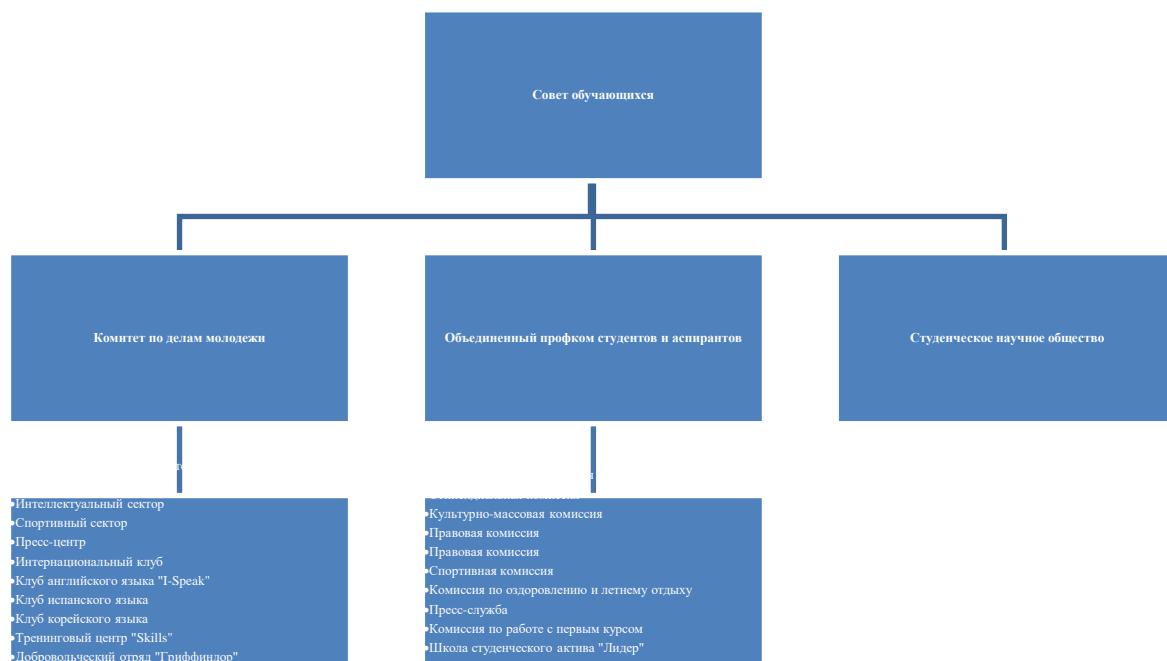 Совет обучающихся
Комитет по делам молодежи
Объединенный профком студентов и аспирантов
Студенческое научное общество
•Интеллектуальный сектор
•Спортивный сектор
•Пресс-центр
•Интернациональный клуб
•Клуб английского языка "I-Speak"
•Клуб испанского языка
•Клуб корейского языка
•Тренинговый центр "Skills"
•Добровольческий отряд "Гриффиндор"
•Культурно-массовая комиссия
•Правовая комиссия
•Правовая комиссия
•Спортивная комиссия
•Комиссия по оздоровлению и летнему отдыху
•Пресс-служба
•Комиссия по работе с первым курсом
•Школа студенческого актива "Лидер"